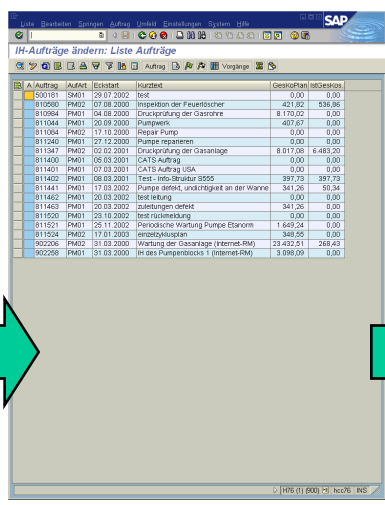 Liste Bearbeiten Springen Auftrag Umfeld Einstellungen System Hilfe
SAP
IH-Aufträge ändern: Liste Aufträge
Auftrag Vorgänge
A Auftrag AufArt Eckstart Kurztext GesKoPlan IstGesKos.
500181 SM01 29.07.2002 test 0,00 0,00
810580 PM02 07.08.2000 Inspektion der Feuerlöscher 421,82 536,86
810984 PM01 04.08.2000 Druckprüfung der Gasrohre 8.170,02 0,00
811044 PM01 20.09.2000 Pumpwerk 407,67 0,00
811084 PM02 17.10.2000 Repair Pump 0,00 0,00
811240 PM01 27.12.2000 Pumpe reparieren 0,00 0,00
811347 PM02 02.02.2001 Druckprüfung der Gasanlage 8.017,08 6.483,20
811400 PM01 05.03.2001 CATS Auftrag 0,00 0,00
811401 PM01 07.03.2001 CATS Auftrag USA 0,00 0,00
811402 PM01 08.03.2001 Test - Info-Struktur S555 397,73 397,73
811441 PM01 17.03.2002 Pumpe defekt, undichtigkeit an der Wanne 341,26 50,34
811462 PM01 20.03.2002 test leitung 0,00 0,00
811463 PM01 20.03.2002 zuleitungen defekt 341,26 0,00
811520 PM01 23.10.2002 test rückmeldung 0,00 0,00
811521 PM01 25.11.2002 Periodische Wartung Pumpe Etanorm 1.649,24 0,00
811524 PM02 17.01.2003 einzelzyklusplan 348,55 0,00
902206 PM02 31.03.2000 Wartung der Gasanlage (Internet-RM) 23.432,51 268,43
902258 PM01 31.03.2000 IH des Pumpenblocks 1 (Internet-RM) 3.098,09 0,00
H76 (1) (900) hcc76 INS